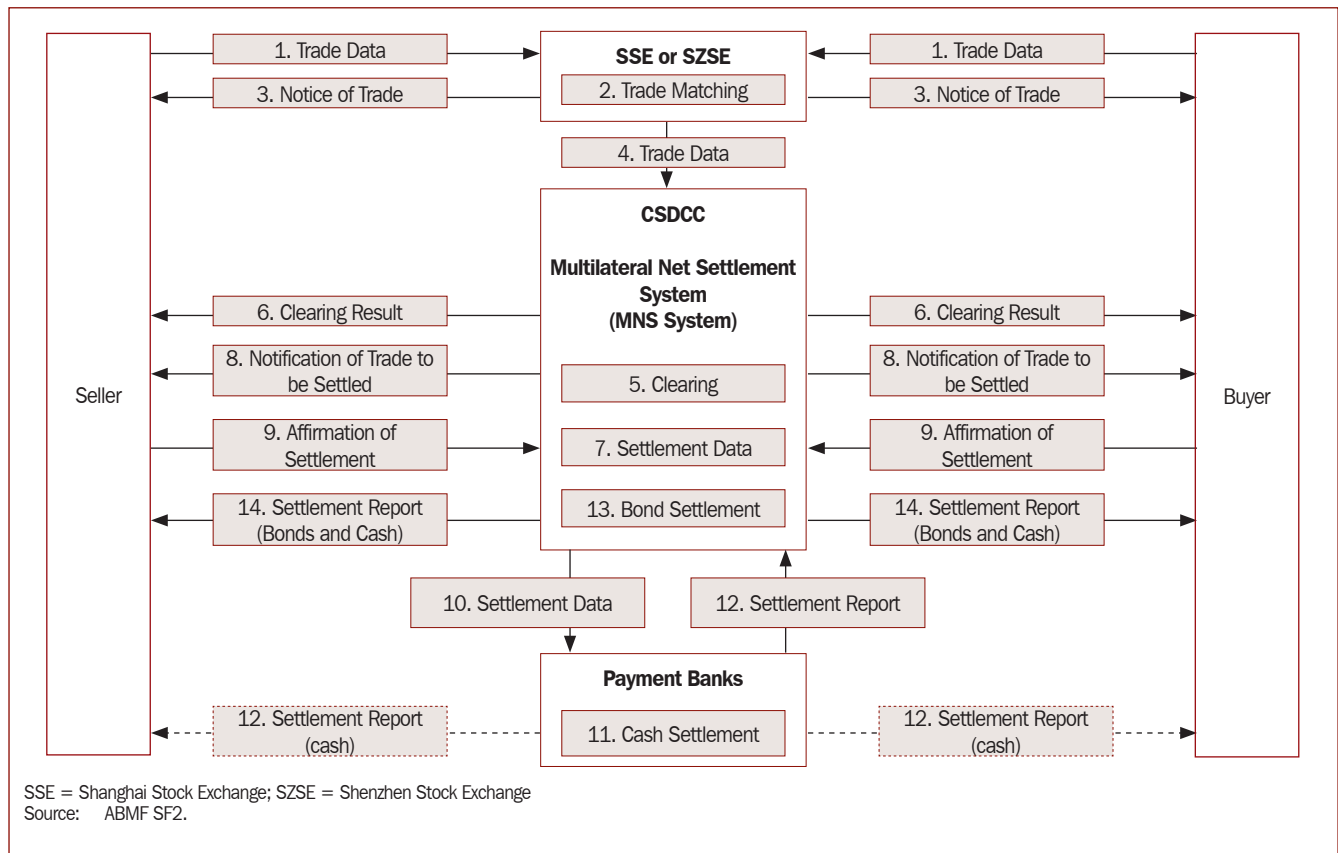 1. Trade Data
SSE or SZSE
1. Trade Data
3. Notice of Trade
2. Trade Matching
3. Notice of Trade
4. Trade Data
CSDCC
Multilateral Net Settlement
System
(MNS System)
6. Clearing Result
6. Clearing Result
8. Notification of Trade to
be Settled
5. Clearing
8. Notification of Trade to
be Settled
Seller
Buyer
9. Affirmation of
Settlement
7. Settlement Data
9. Affirmation of
Settlement
14. Settlement Report
(Bonds and Cash)
13. Bond Settlement
14. Settlement Report
(Bonds and Cash)
10. Settlement Data
12. Settlement Report
Payment Banks
12. Settlement Report
(cash)
11. Cash Settlement
12. Settlement Report
(cash)
SSE = Shanghai Stock Exchange; SZSE = Shenzhen Stock Exchange
Source: ABMF SF2.